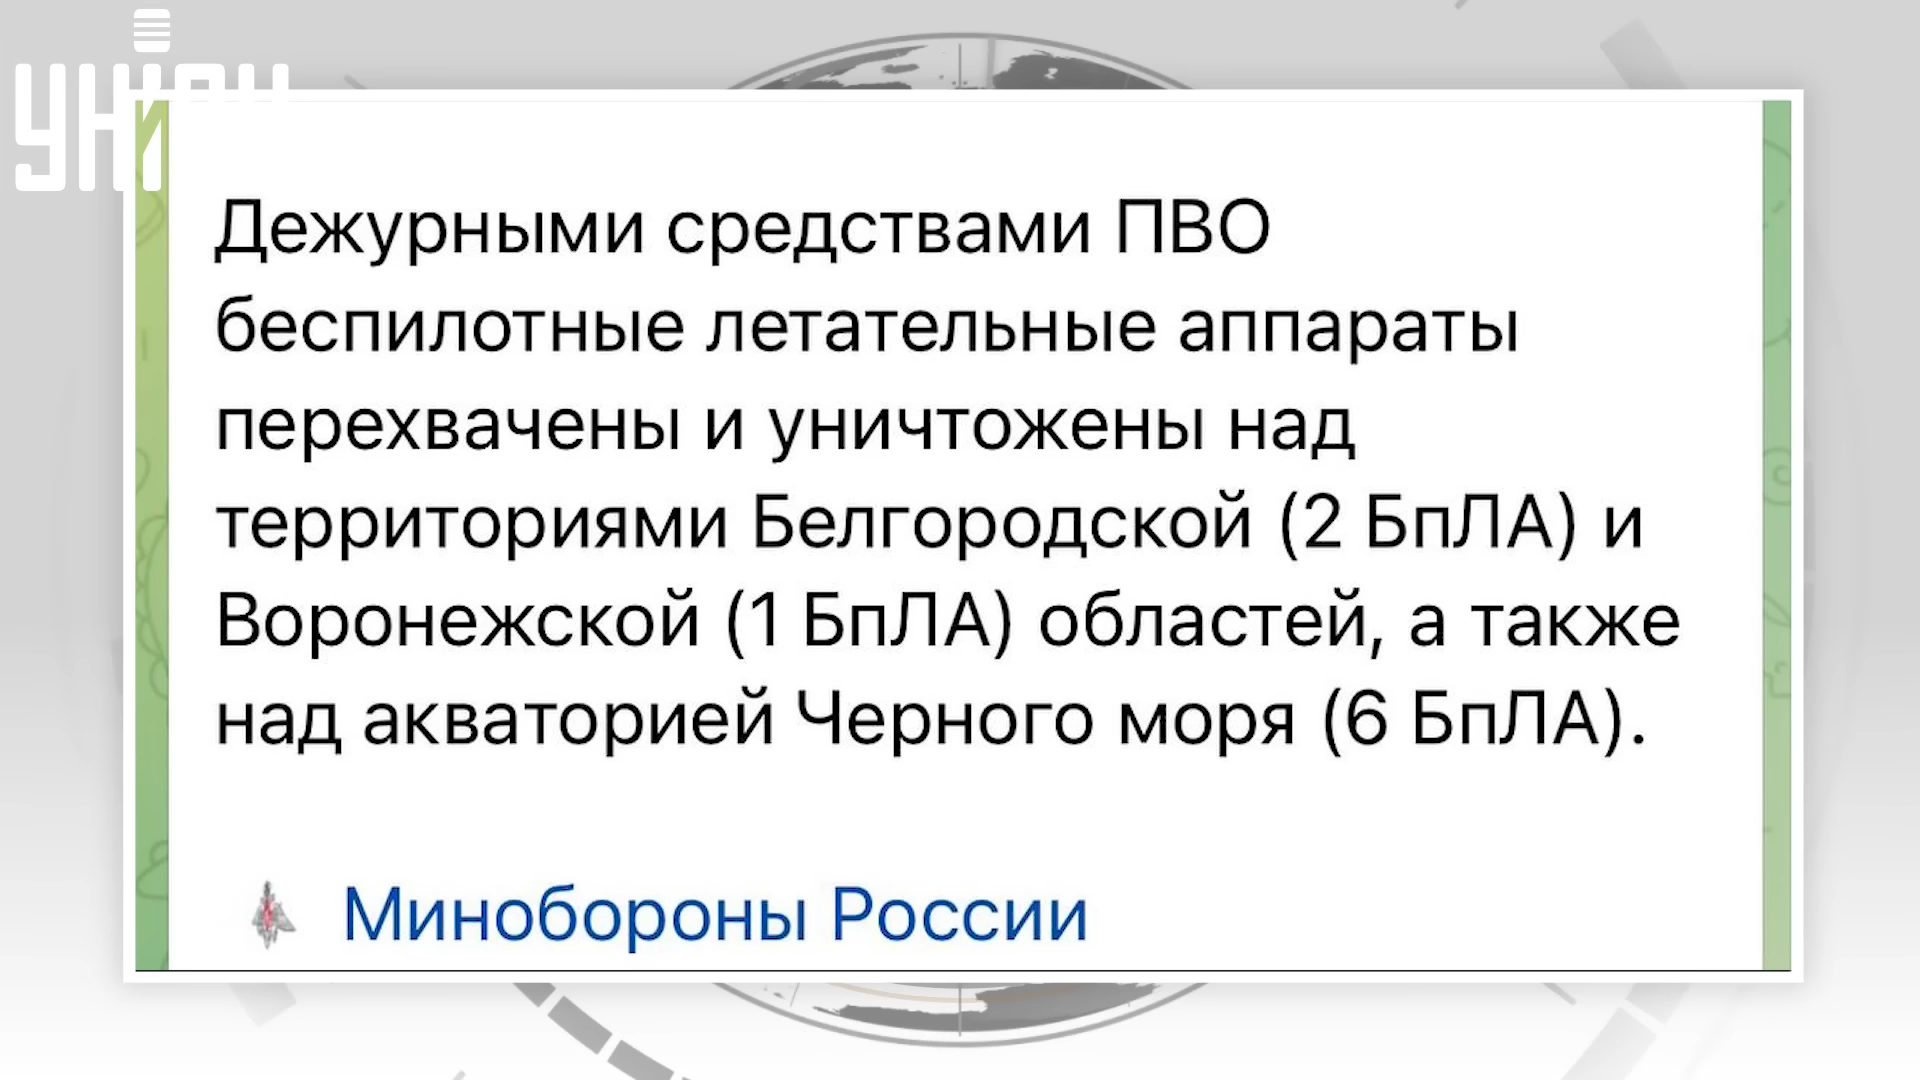 УНІАН
Дежурными средствами ПВО
беспилотные летательные аппараты
перехвачены и уничтожены над
территориями Белгородской (2 БпЛА) и
Воронежской (1 БпЛА) областей, а также
над акваторией Черного моря (6 БпЛА).
Минобороны России